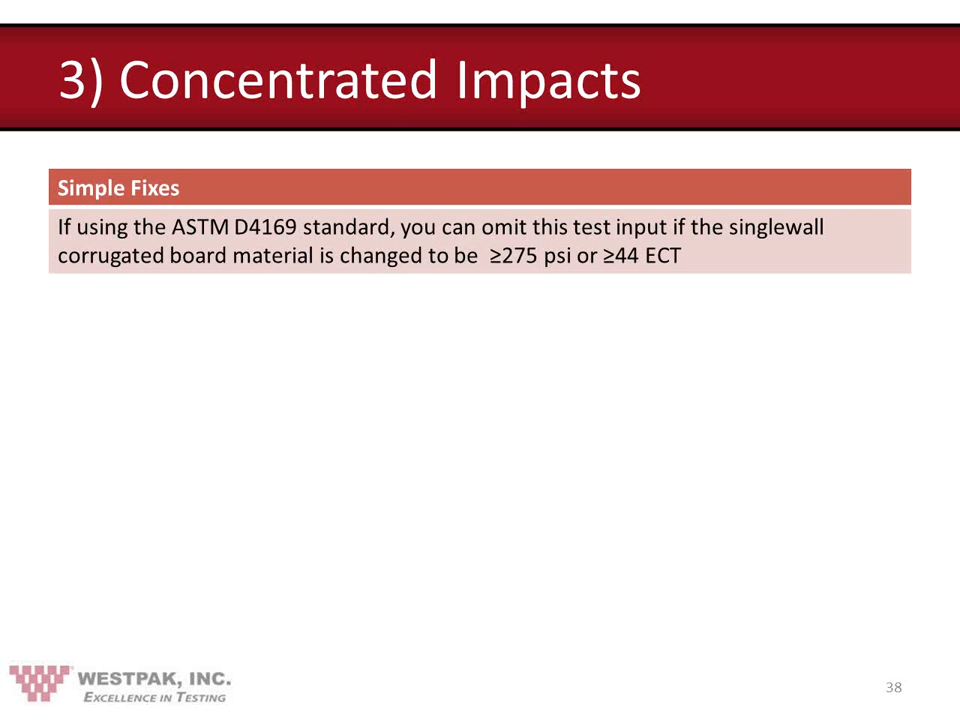 3) Concentrated Impacts
Simple Fixes
If using the ASTM D4169 standard, you can omit this test input if the singlewall
corrugated board material is changed to be ≥275 psi or ≥44 ECT
WESTPAK, INC.
EXCELLENCE IN TESTING
38